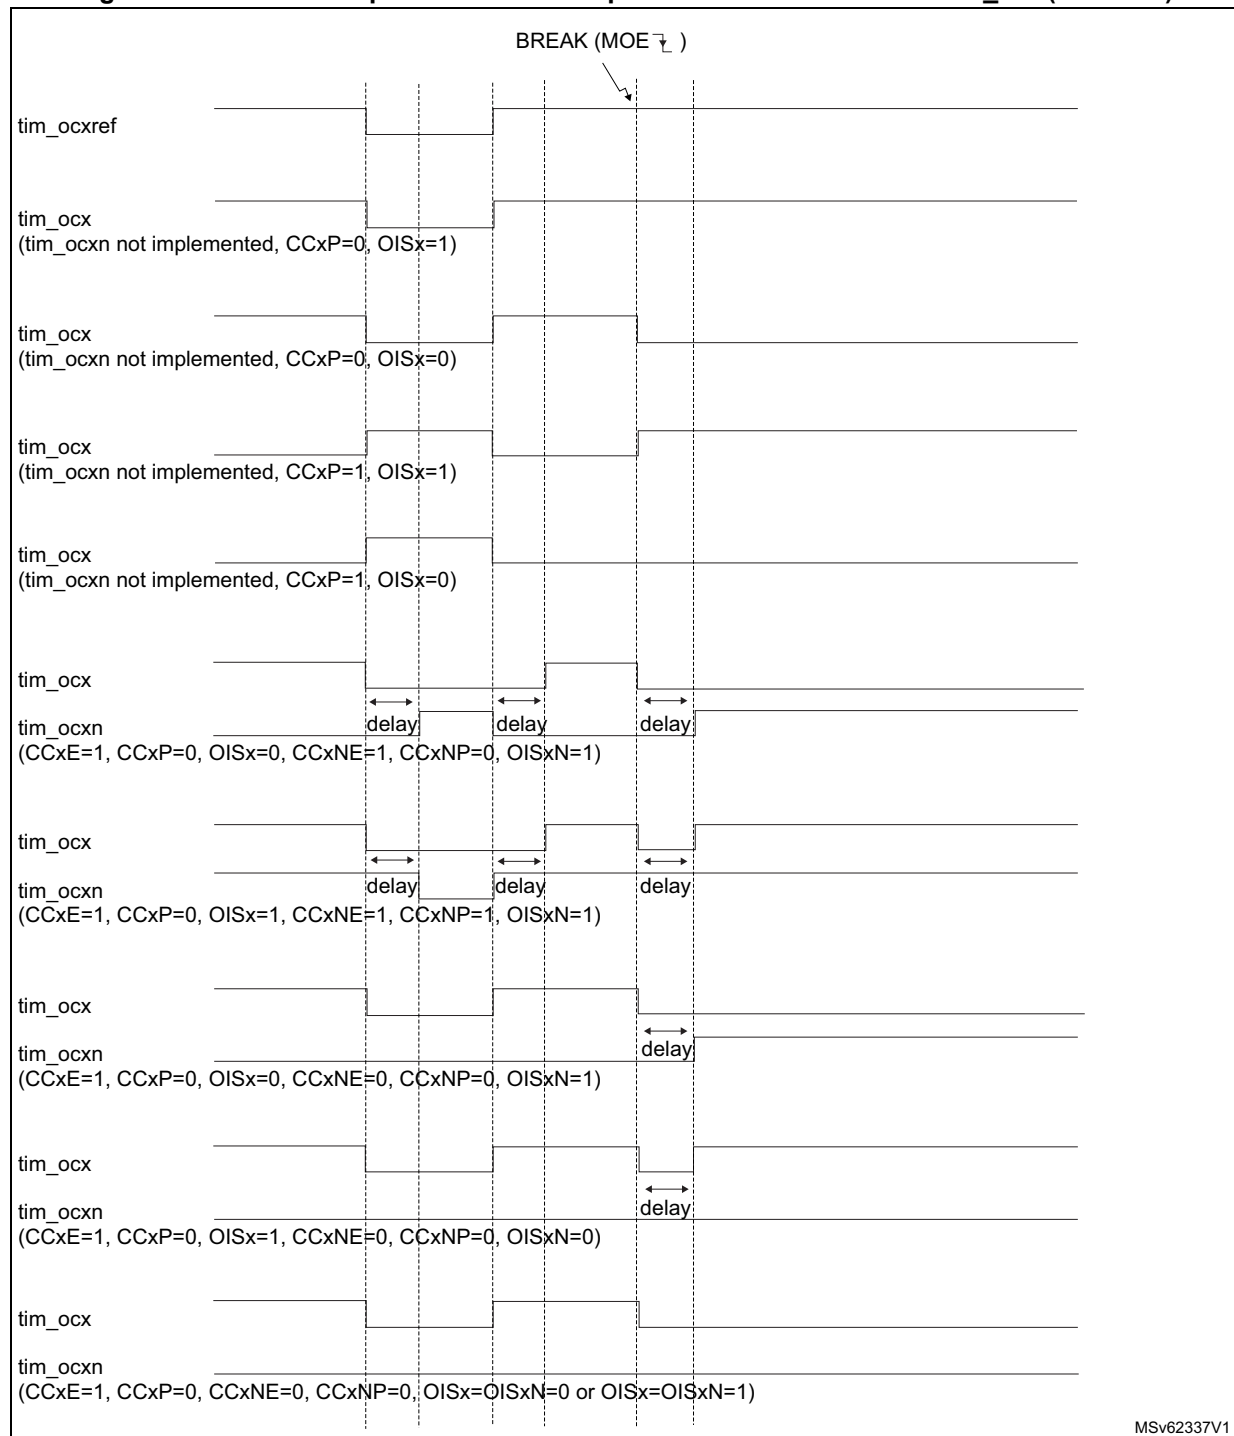 BREAK (MOE )
tim_ocxref
tim_ocx
(tim_ocxn not implemented, CCxP=0, OISx=1)
tim_ocx
(tim_ocxn not implemented, CCxP=0, OISx=0)
tim_ocx
(tim_ocxn not implemented, CCxP=1, OISx=1)
tim_ocx
(tim_ocxn not implemented, CCxP=1, OISx=0)
tim_ocx
tim_ocxn delay delay delay
(CCxE=1, CCxP=0, OISx=0, CCxNE=1, CCxNP=0, OISxN=1)
tim_ocx
tim_ocxn delay delay delay
(CCxE=1, CCxP=0, OISx=1, CCxNE=1, CCxNP=1, OISxN=1)
tim_ocx
tim_ocxn delay
(CCxE=1, CCxP=0, OISx=0, CCxNE=0, CCxNP=0, OISxN=1)
tim_ocx
tim_ocxn delay
(CCxE=1, CCxP=0, OISx=1, CCxNE=0, CCxNP=0, OISxN=0)
tim_ocx
tim_ocxn
(CCxE=1, CCxP=0, CCxNE=0, CCxNP=0, OISx=OISxN=0 or OISx=OISxN=1)
MSv62337V1